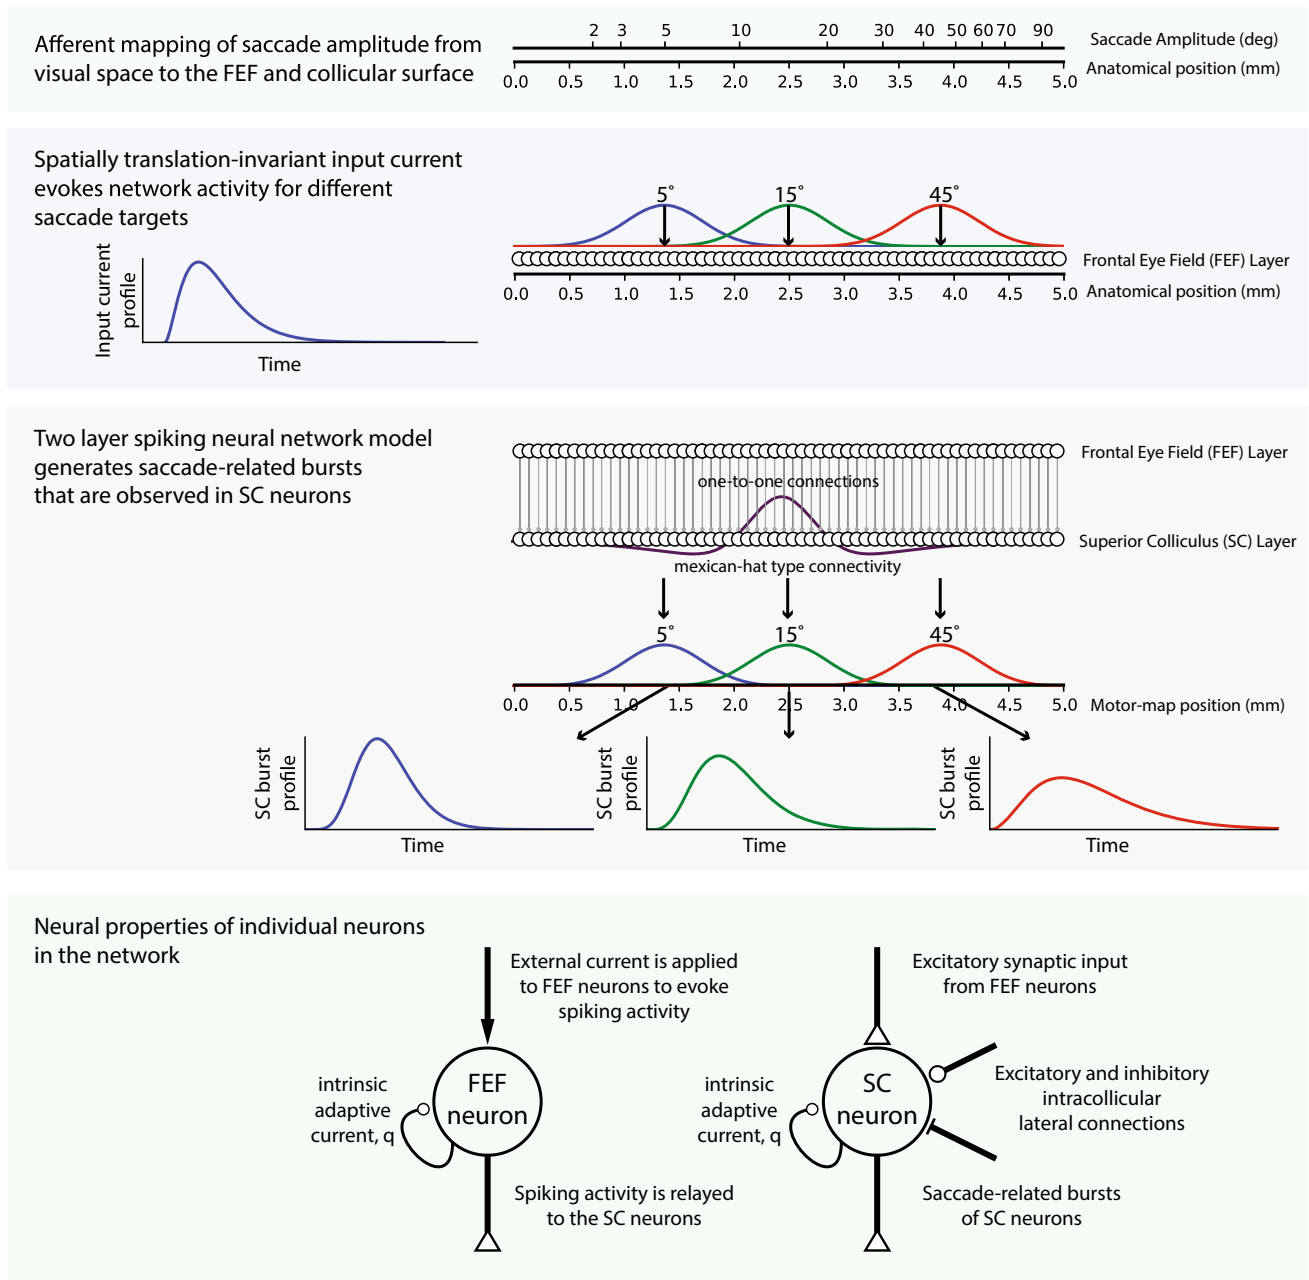 Afferent mapping of saccade amplitude from
visual space to the FEF and collicular surface
2 3 5 10 20 30 40 50 60 70 90
Saccade Amplitude (deg)
Anatomical position (mm)
0.0 0.5 1.0 1.5 2.0 2.5 3.0 3.5 4.0 4.5 5.0
Spatially translation-invariant input current
evokes network activity for different
saccade targets
Input current
profile
Time
5° 15° 45°
Frontal Eye Field (FEF) Layer
0.0 0.5 1.0 1.5 2.0 2.5 3.0 3.5 4.0 4.5 5.0
Anatomical position (mm)
Two layer spiking neural network model
generates saccade-related bursts
that are observed in SC neurons
Frontal Eye Field (FEF) Layer
one-to-one connections
Superior Colliculus (SC) Layer
mexican-hat type connectivity
5° 15° 45°
0.0 0.5 1.0 1.5 2.0 2.5 3.0 3.5 4.0 4.5 5.0
Motor-map position (mm)
SC burst
profile
Time
SC burst
profile
Time
SC burst
profile
Time
Neural properties of individual neurons
in the network
External current is applied
to FEF neurons to evoke
spiking activity
FEF
neuron
intrinsic
adaptive
current, q
Spiking activity is relayed
to the SC neurons
Excitatory synaptic input
from FEF neurons
SC
neuron
intrinsic
adaptive
current, q
Excitatory and inhibitory
intracollicular
lateral connections
Saccade-related bursts
of SC neurons